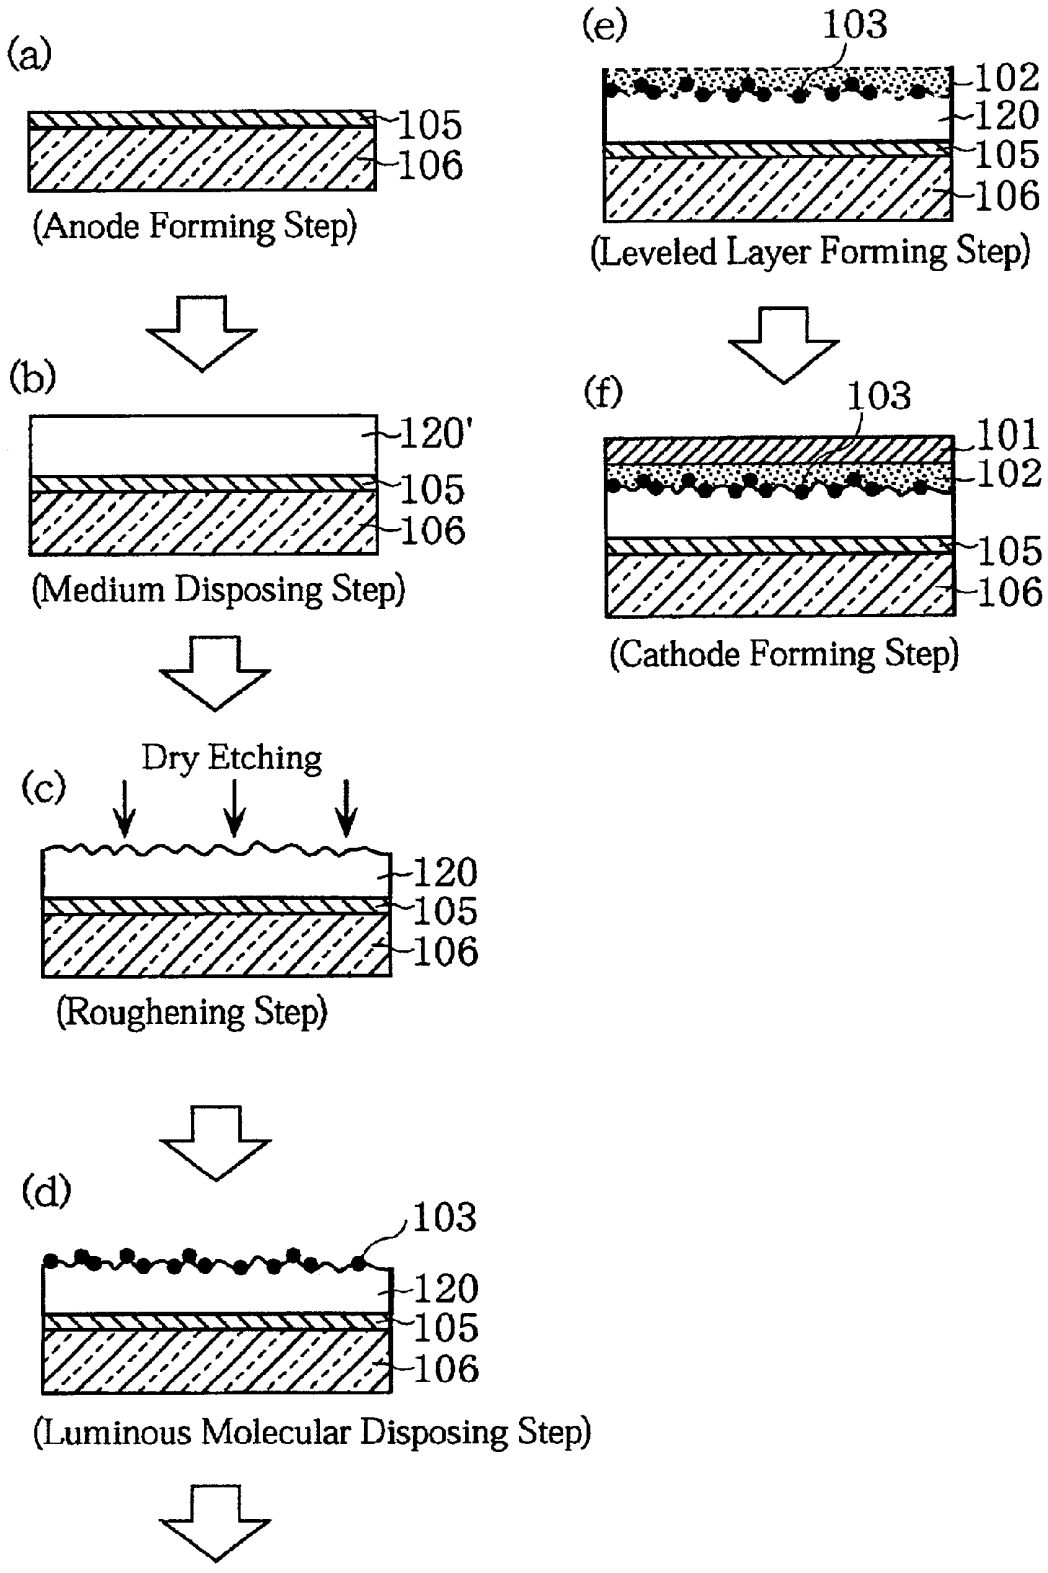 (a)
105
106
(Anode Forming Step)
(b)
120'
105
106
(Medium Disposing Step)
Dry Etching
(c)
120
105
106
(Roughening Step)
(d)
103
120
105
106
(Luminous Molecular Disposing Step)
(e)
103
102
120
105
106
(Leveled Layer Forming Step)
(f)
103
101
102
105
106
(Cathode Forming Step)